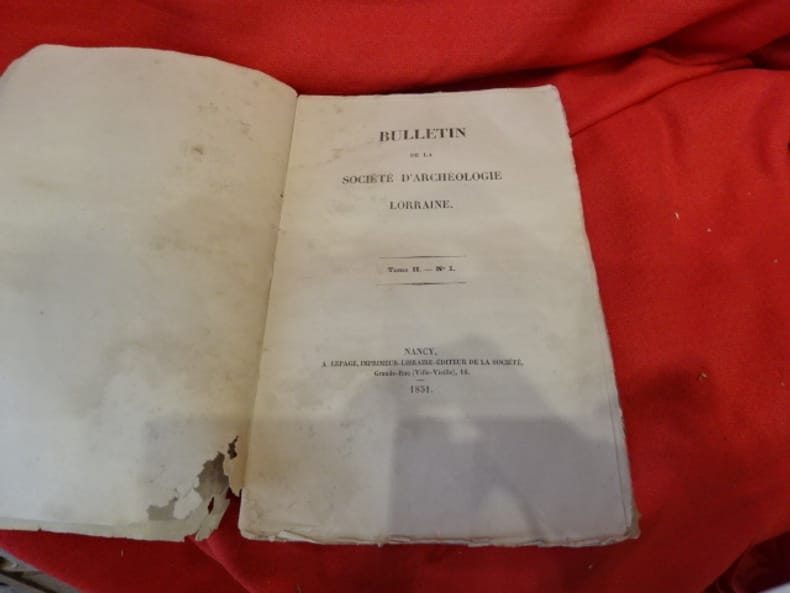 BULLETIN
DE LA
SOCIÉTÉ D'ARCHÉOLOGIE
LORRAINE.
Tome II. — Nº 1.
NANCY,
A. LEPAGE, IMPRIMEUR-LIBRAIRE-ÉDITEUR DE LA SOCIÉTÉ,
Grande-Rue (Ville-Vieille), 14.
1851.